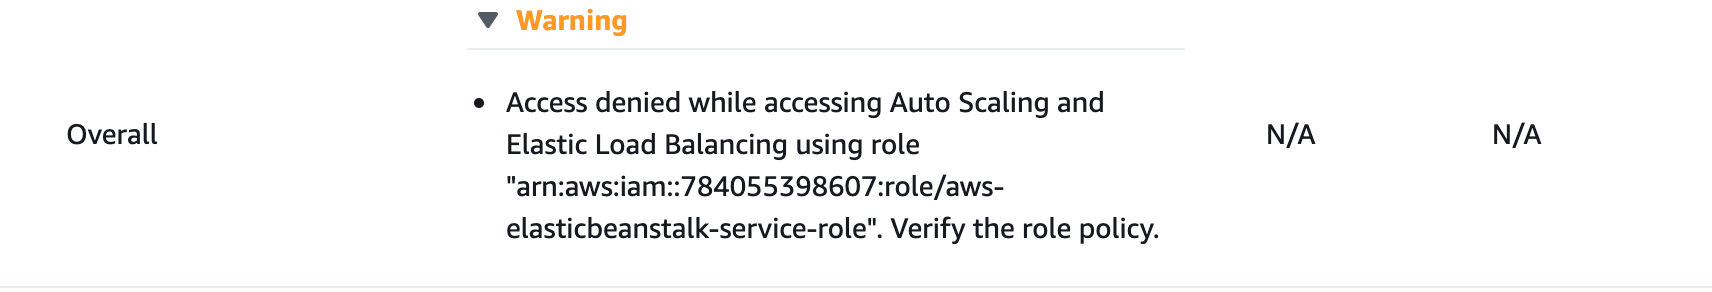 Warning
Access denied while accessing Auto Scaling and
Overall
Elastic Load Balancing using role
N/A
N/A
"arn:aws:iam::784055398607:role/aws-
elasticbeanstalk-service-role". Verify the role policy.